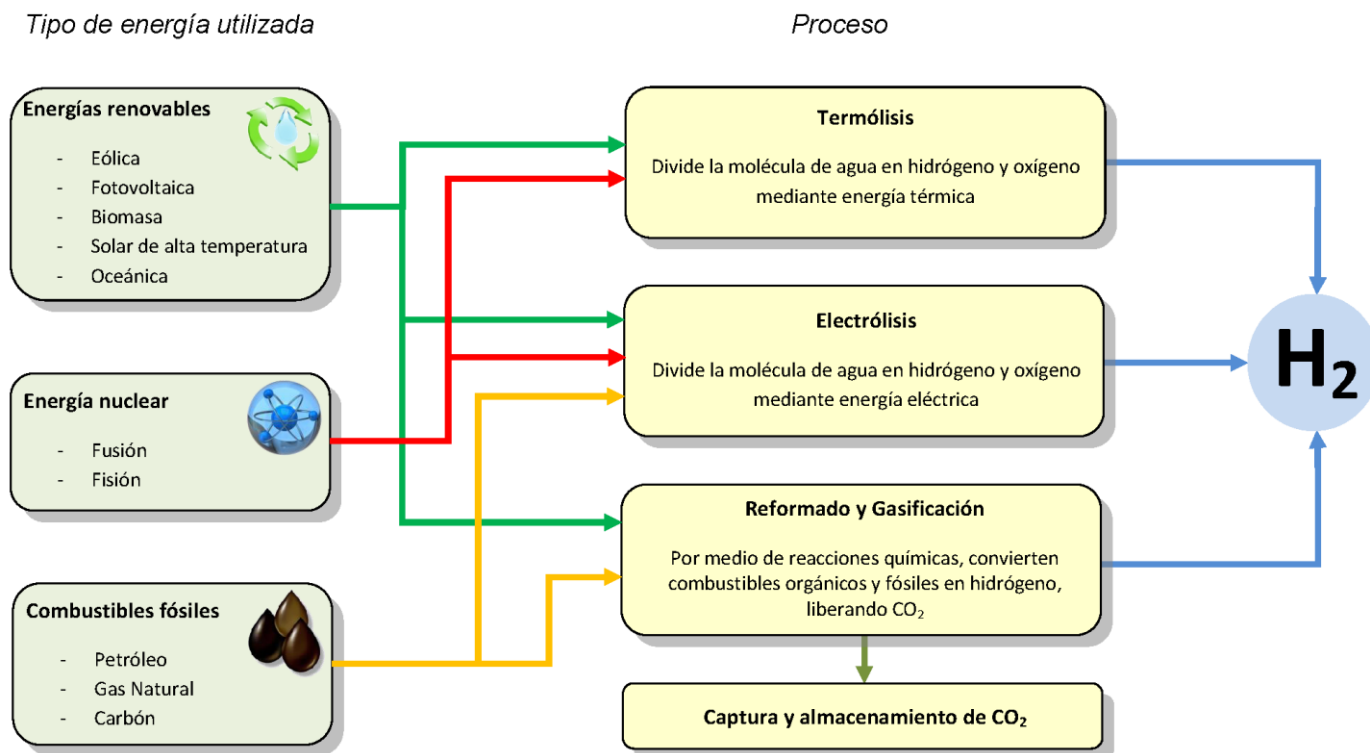 Tipo de energía utilizada
Proceso
Energías renovables
- Eólica
- Fotovoltaica
- Biomasa
- Solar de alta temperatura
- Oceánica
Energía nuclear
- Fusión
- Fisión
Combustibles fósiles
- Petróleo
- Gas Natural
- Carbón
Termólisis
Divide la molécula de agua en hidrógeno y oxígeno
mediante energía térmica
Electrólisis
Divide la molécula de agua en hidrógeno y oxígeno
mediante energía eléctrica
Reformado y Gasificación
Por medio de reacciones químicas, convierten
combustibles orgánicos y fósiles en hidrógeno,
liberando CO₂
Captura y almacenamiento de CO₂
H₂